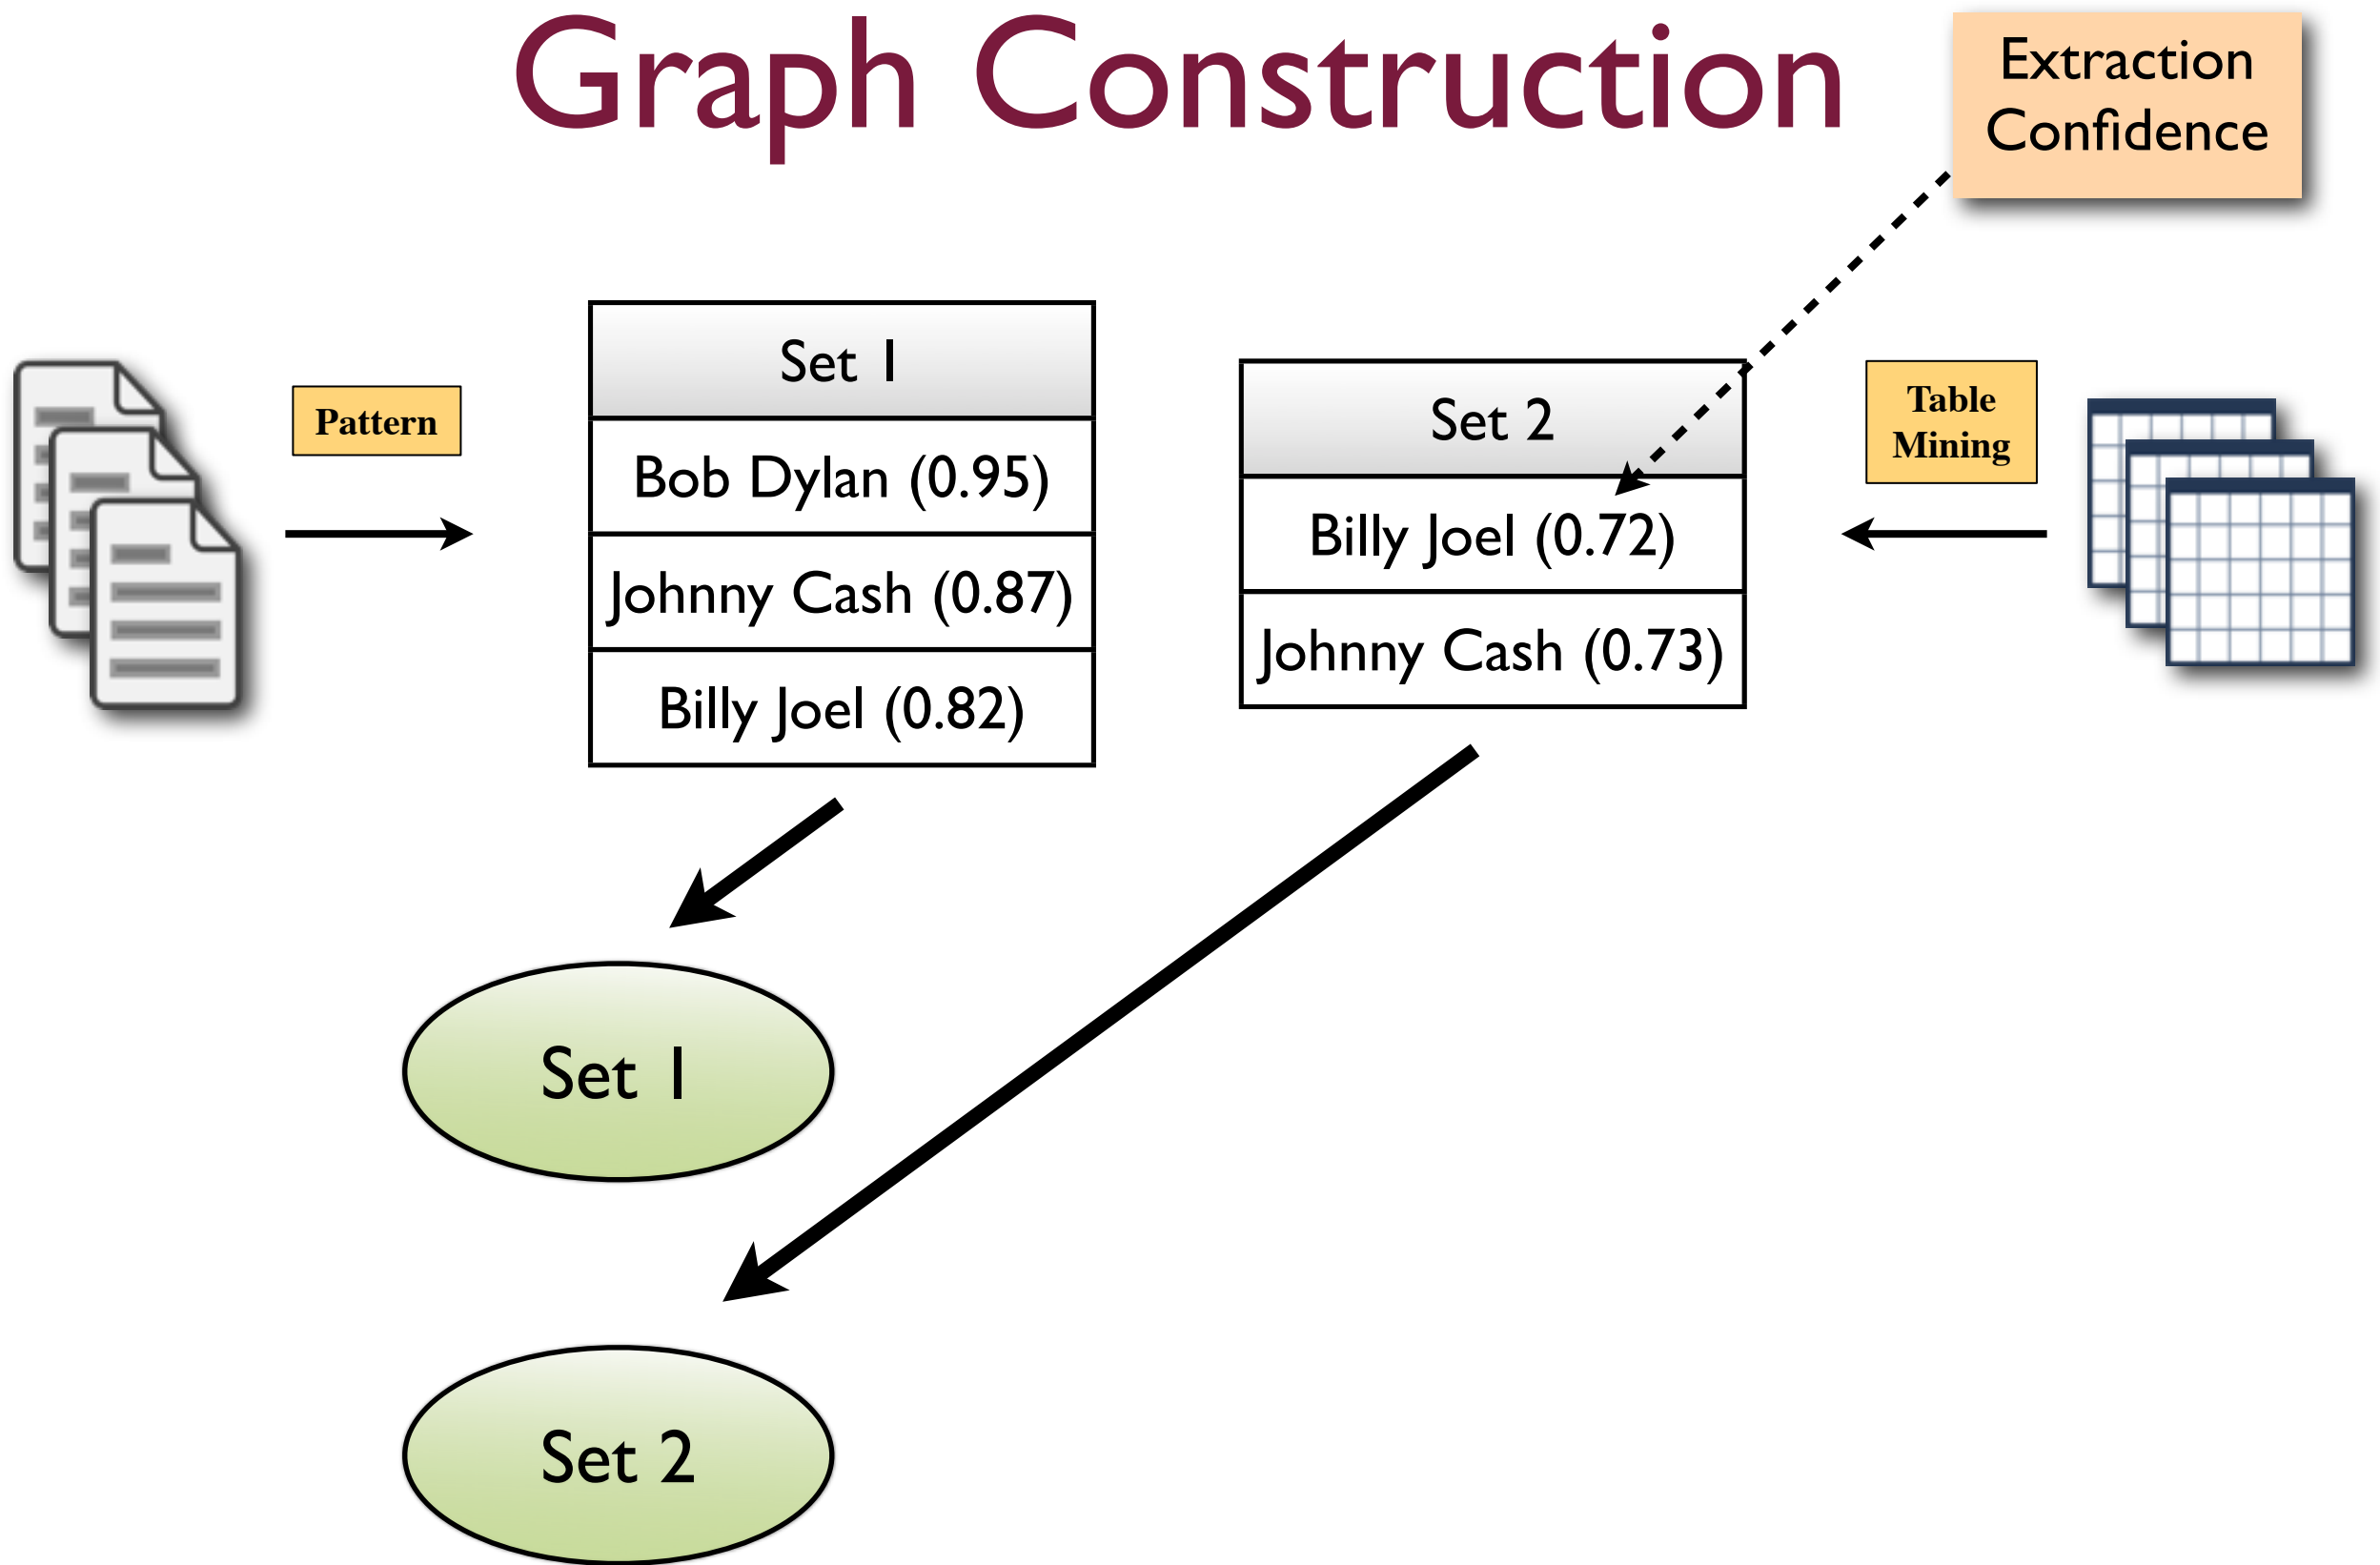 Graph Construction
Extraction
Confidence
Pattern
Set 1
Bob Dylan (0.95)
Johnny Cash (0.87)
Billy Joel (0.82)
Set 2
Billy Joel (0.72)
Johnny Cash (0.73)
Table
Mining
Set 1
Set 2